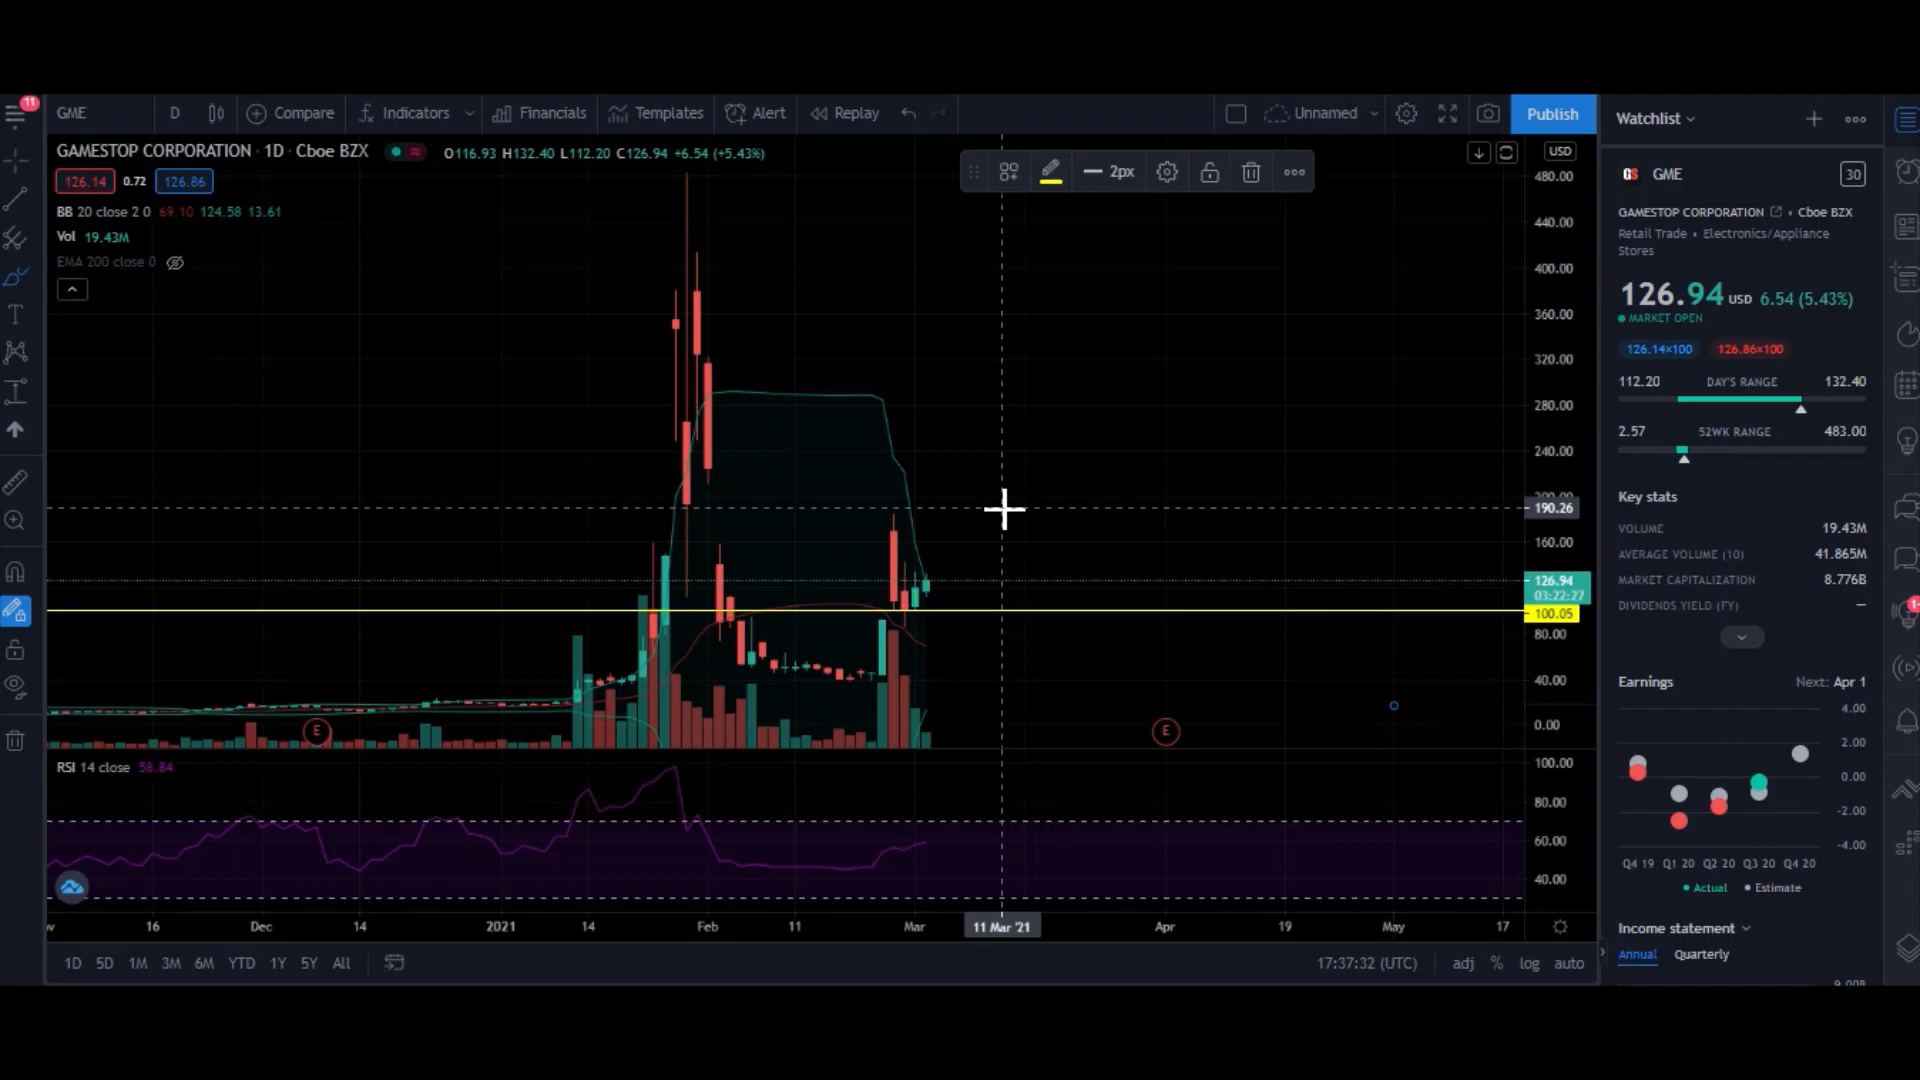 11
GME D Compare Indicators Financials Templates Alert Replay Unnamed Publish
GAMESTOP CORPORATION · 1D · Cboe BZX O116.93 H132.40 L112.20 C126.94 +6.54 (+5.43%)
126.14 0.72 126.86
BB 20 close 2 0 69.10 124.58 13.61
Vol 19.43M
EMA 200 close 0
2px
USD
480.00
440.00
400.00
360.00
320.00
280.00
240.00
200.00
190.26
160.00
126.94
03:22:27
100.05
80.00
40.00
0.00
E
E
RSI 14 close 58.84
100.00
80.00
60.00
40.00
16 Dec 14 2021 14 Feb 11 Mar 11 Mar '21 Apr 19 May 17
1D 5D 1M 3M 6M YTD 1Y 5Y All
17:37:32 (UTC) adj % log auto
Watchlist
GS GME 30
GAMESTOP CORPORATION • Cboe BZX
Retail Trade • Electronics/Appliance
Stores
126.94 USD 6.54 (5.43%)
MARKET OPEN
126.14×100 126.86×100
112.20 DAY'S RANGE 132.40
2.57 52WK RANGE 483.00
Key stats
VOLUME 19.43M
AVERAGE VOLUME (10) 41.865M
MARKET CAPITALIZATION 8.776B
DIVIDENDS YIELD (FY) —
Earnings Next: Apr 1
4.00
2.00
0.00
-2.00
-4.00
Q4 19 Q1 20 Q2 20 Q3 20 Q4 20
Actual Estimate
Income statement
Annual Quarterly